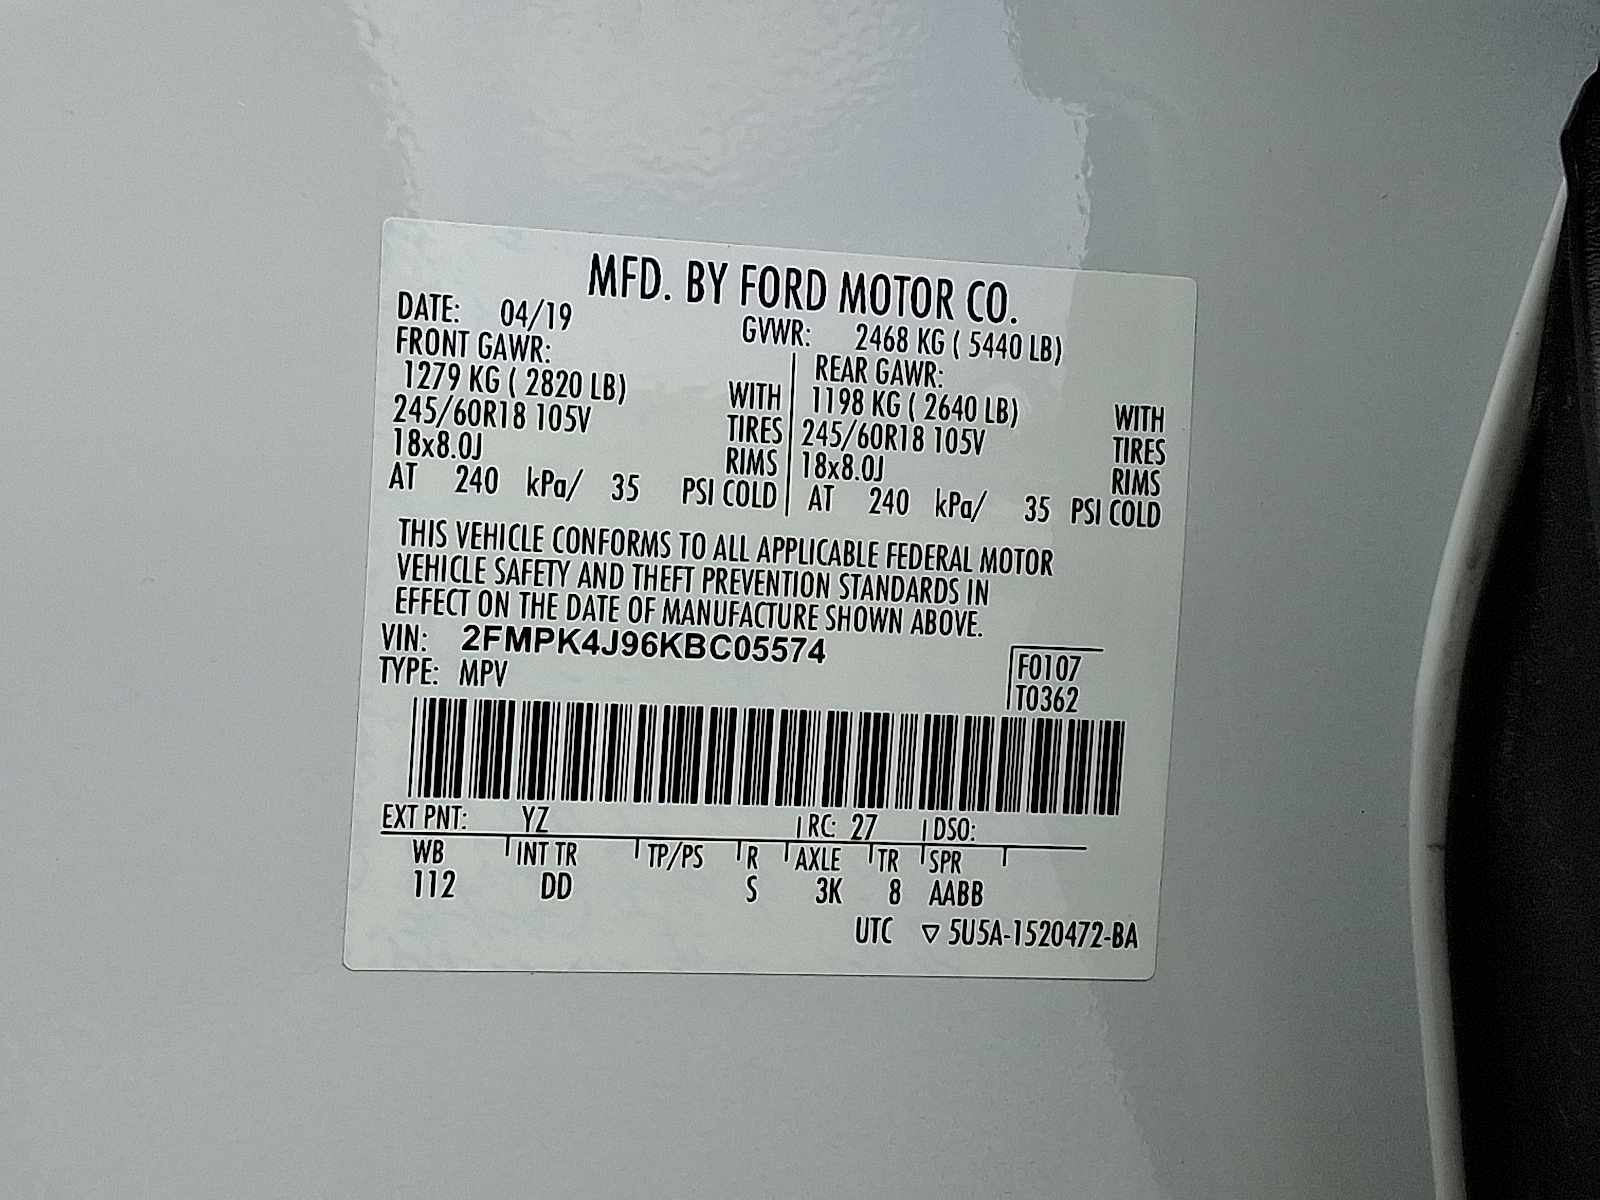 MFD. BY FORD MOTOR CO.
DATE: 04/19 GVWR: 2468 KG ( 5440 LB)
FRONT GAWR: REAR GAWR:
1279 KG ( 2820 LB) WITH 1198 KG ( 2640 LB) WITH
245/60R18 105V TIRES 245/60R18 105V TIRES
18x8.0J RIMS 18x8.0J RIMS
AT 240 kPa/ 35 PSI COLD AT 240 kPa/ 35 PSI COLD
THIS VEHICLE CONFORMS TO ALL APPLICABLE FEDERAL MOTOR
VEHICLE SAFETY AND THEFT PREVENTION STANDARDS IN
EFFECT ON THE DATE OF MANUFACTURE SHOWN ABOVE.
VIN: 2FMPK4J96KBC05574
TYPE: MPV F0107
T0362
EXT PNT: YZ RC: 27 DSO:
WB INT TR TP/PS R AXLE TR SPR
112 DD S 3K 8 AABB
UTC ▽ 5U5A-1520472-BA